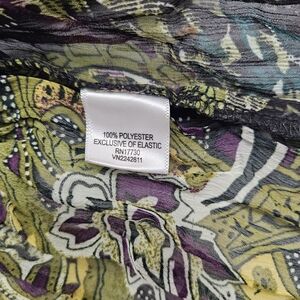 100% POLYESTER
EXCLUSIVE OF ELASTIC
RN17730
VN2242811